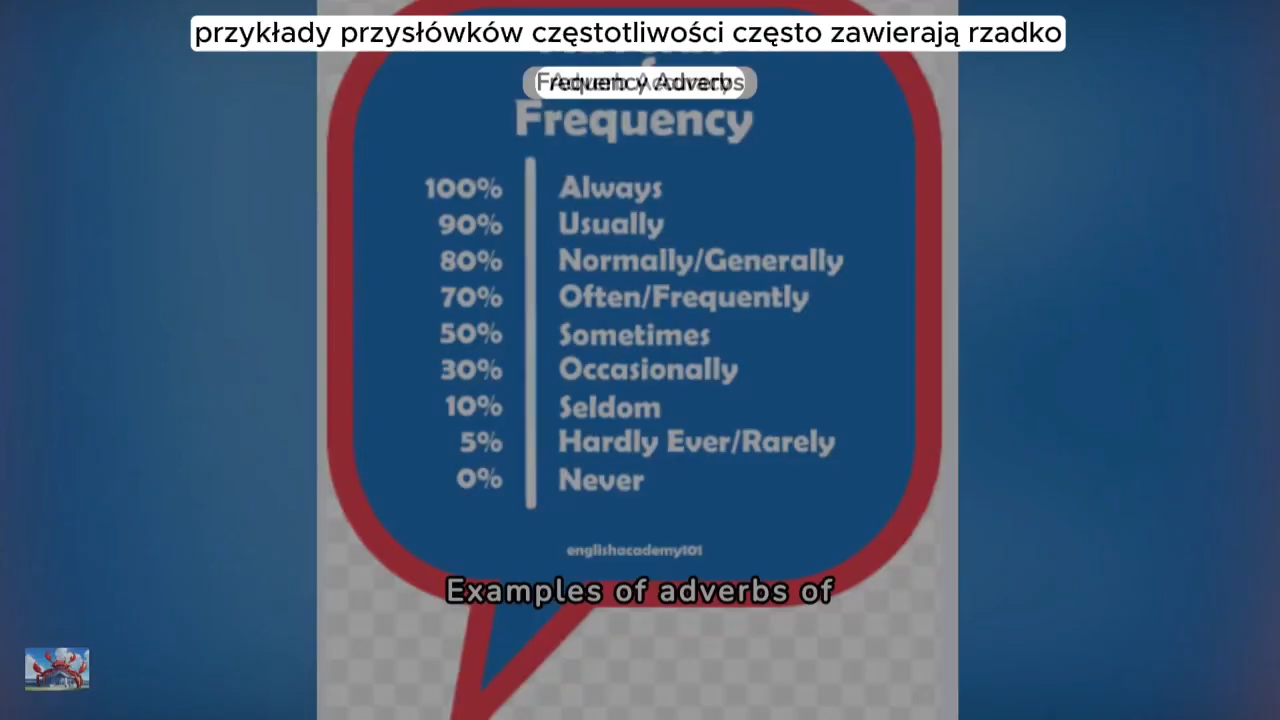 przykłady przysłówków częstotliwości często zawierają rzadko
Frequency Adverbs
Frequency
100% Always
90% Usually
80% Normally/Generally
70% Often/Frequently
50% Sometimes
30% Occasionally
10% Seldom
5% Hardly Ever/Rarely
0% Never
englishacademy101
Examples of adverbs of